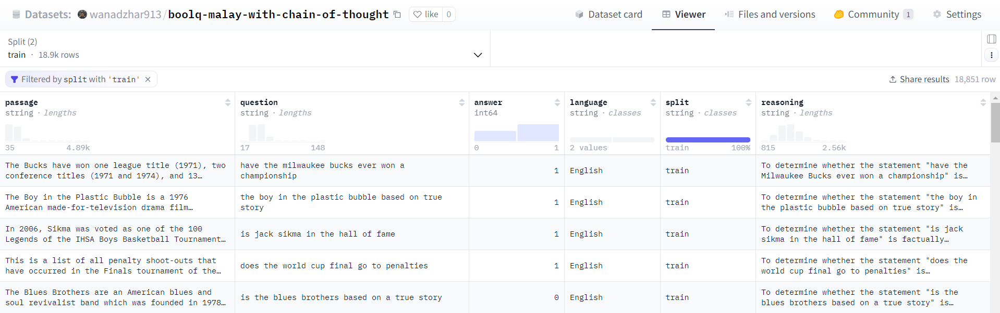 Datasets: wanadzhar913/boolq-malay-with-chain-of-thought like 0
Dataset card Viewer Files and versions Community 1 Settings
Split (2)
train · 18.9k rows
Filtered by split with 'train' ×
Share results 18,851 row
passage question answer language split reasoning
string · lengths string · lengths int64 string · classes string · classes string · lengths
35 4.89k 17 148 0 1 2 values train 100% 815 2.56k
The Bucks have won one league title (1971), two
conference titles (1971 and 1974), and 13…
have the milwaukee bucks ever won a
championship
1
English
train
To determine whether the statement "have the
Milwaukee Bucks ever won a championship" is…
The Boy in the Plastic Bubble is a 1976
American made-for-television drama film…
the boy in the plastic bubble based on true
story
1
English
train
To determine whether the statement "the boy in
the plastic bubble based on true story" is…
In 2006, Sikma was voted as one of the 100
Legends of the IHSA Boys Basketball Tournament…
is jack sikma in the hall of fame
1
English
train
To determine whether the statement "is jack
sikma in the hall of fame" is factually…
This is a list of all penalty shoot-outs that
have occurred in the Finals tournament of the…
does the world cup final go to penalties
1
English
train
To determine whether the statement "does the
world cup final go to penalties" is…
The Blues Brothers are an American blues and
soul revivalist band which was founded in 1978…
is the blues brothers based on a true story
0
English
train
To determine whether the statement "is the
blues brothers based on a true story" is…